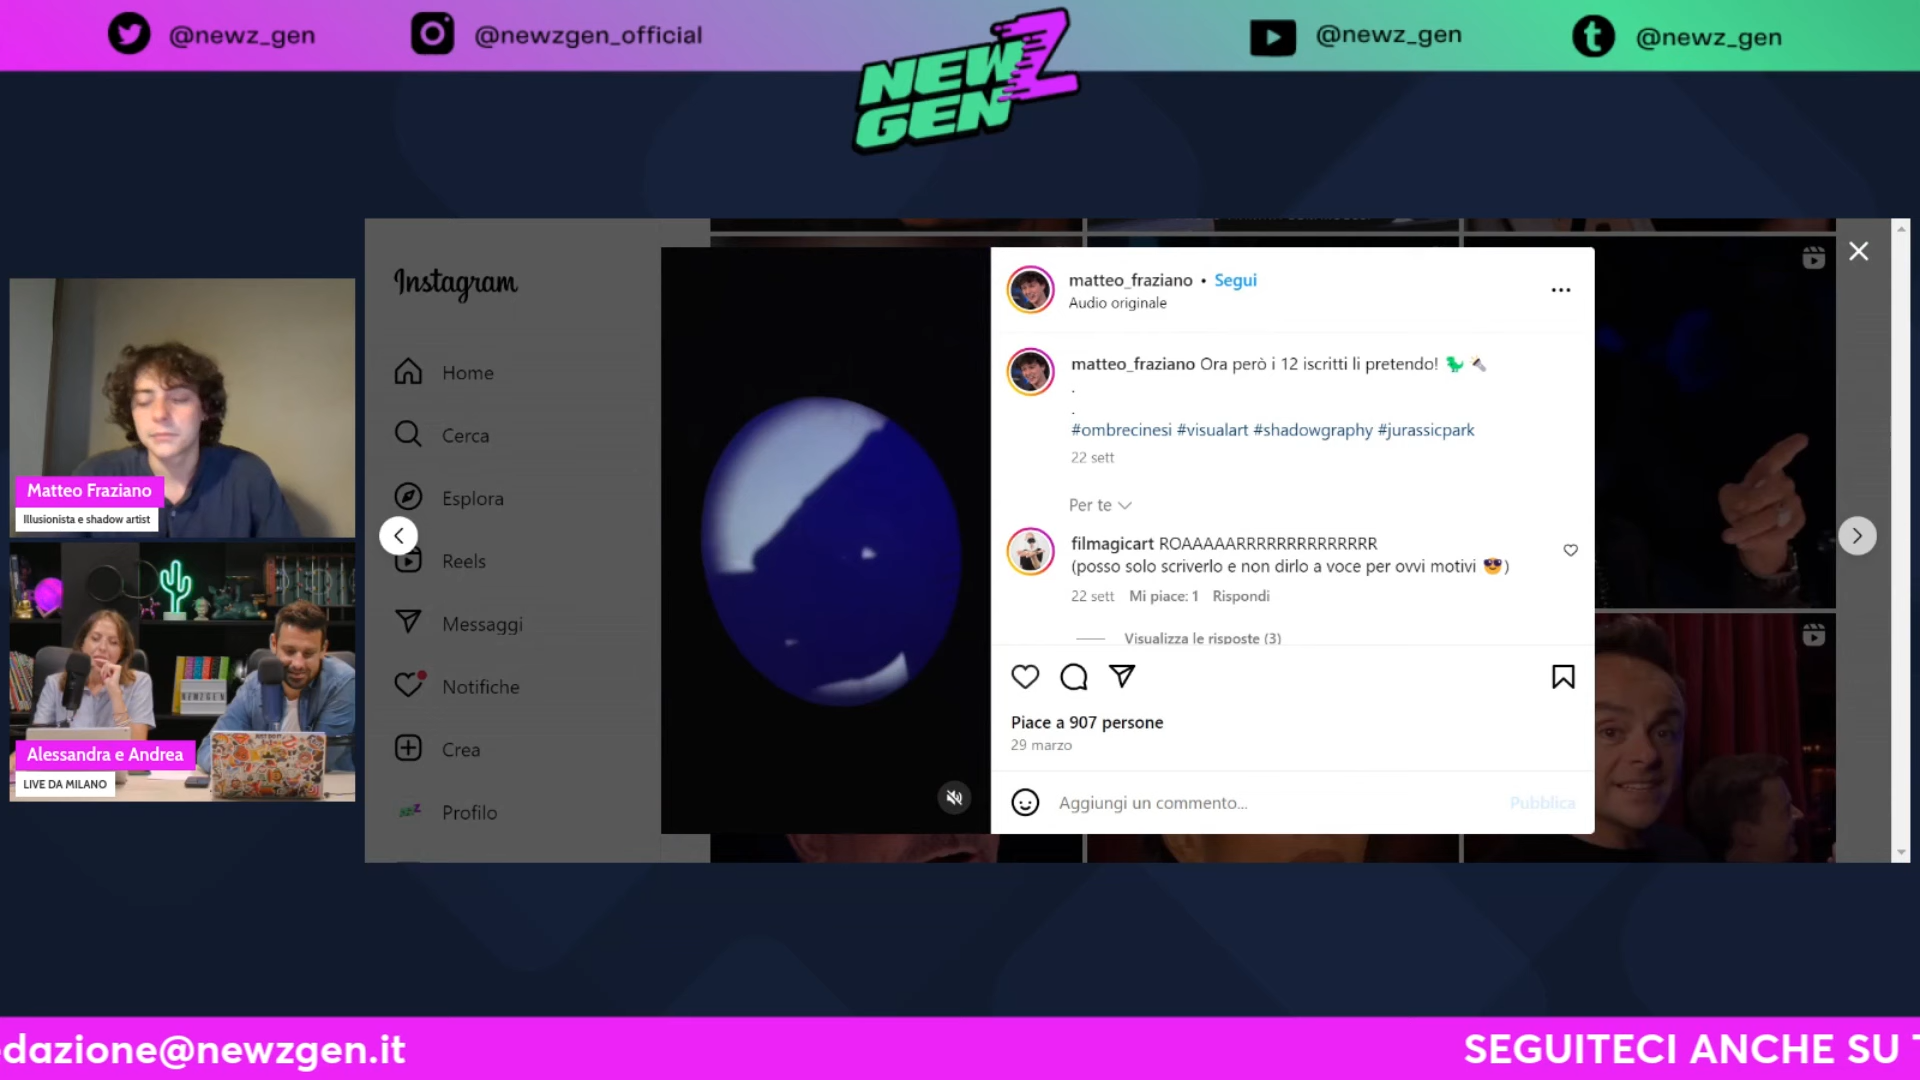 @newz_gen
@newzgen_official
NEWZ
GEN
@newz_gen
@newz_gen
Instagram
Home
Cerca
Esplora
Reels
Messaggi
Notifiche
Crea
Profilo
matteo_fraziano • Segui
Audio originale
matteo_fraziano Ora però i 12 iscritti li pretendo! 🦖 🔦
.
.
#ombrecinesi #visualart #shadowgraphy #jurassicpark
22 sett
Per te
filmagicart ROAAAAARRRRRRRRRRRRRR
(posso solo scriverlo e non dirlo a voce per ovvi motivi 😎)
22 sett Mi piace: 1 Rispondi
Visualizza le risposte (3)
Piace a 907 persone
29 marzo
Aggiungi un commento...
Pubblica
Matteo Fraziano
Illusionista e shadow artist
NEWZGEN
Alessandra e Andrea
LIVE DA MILANO
edazione@newzgen.it
SEGUITECI ANCHE SU T